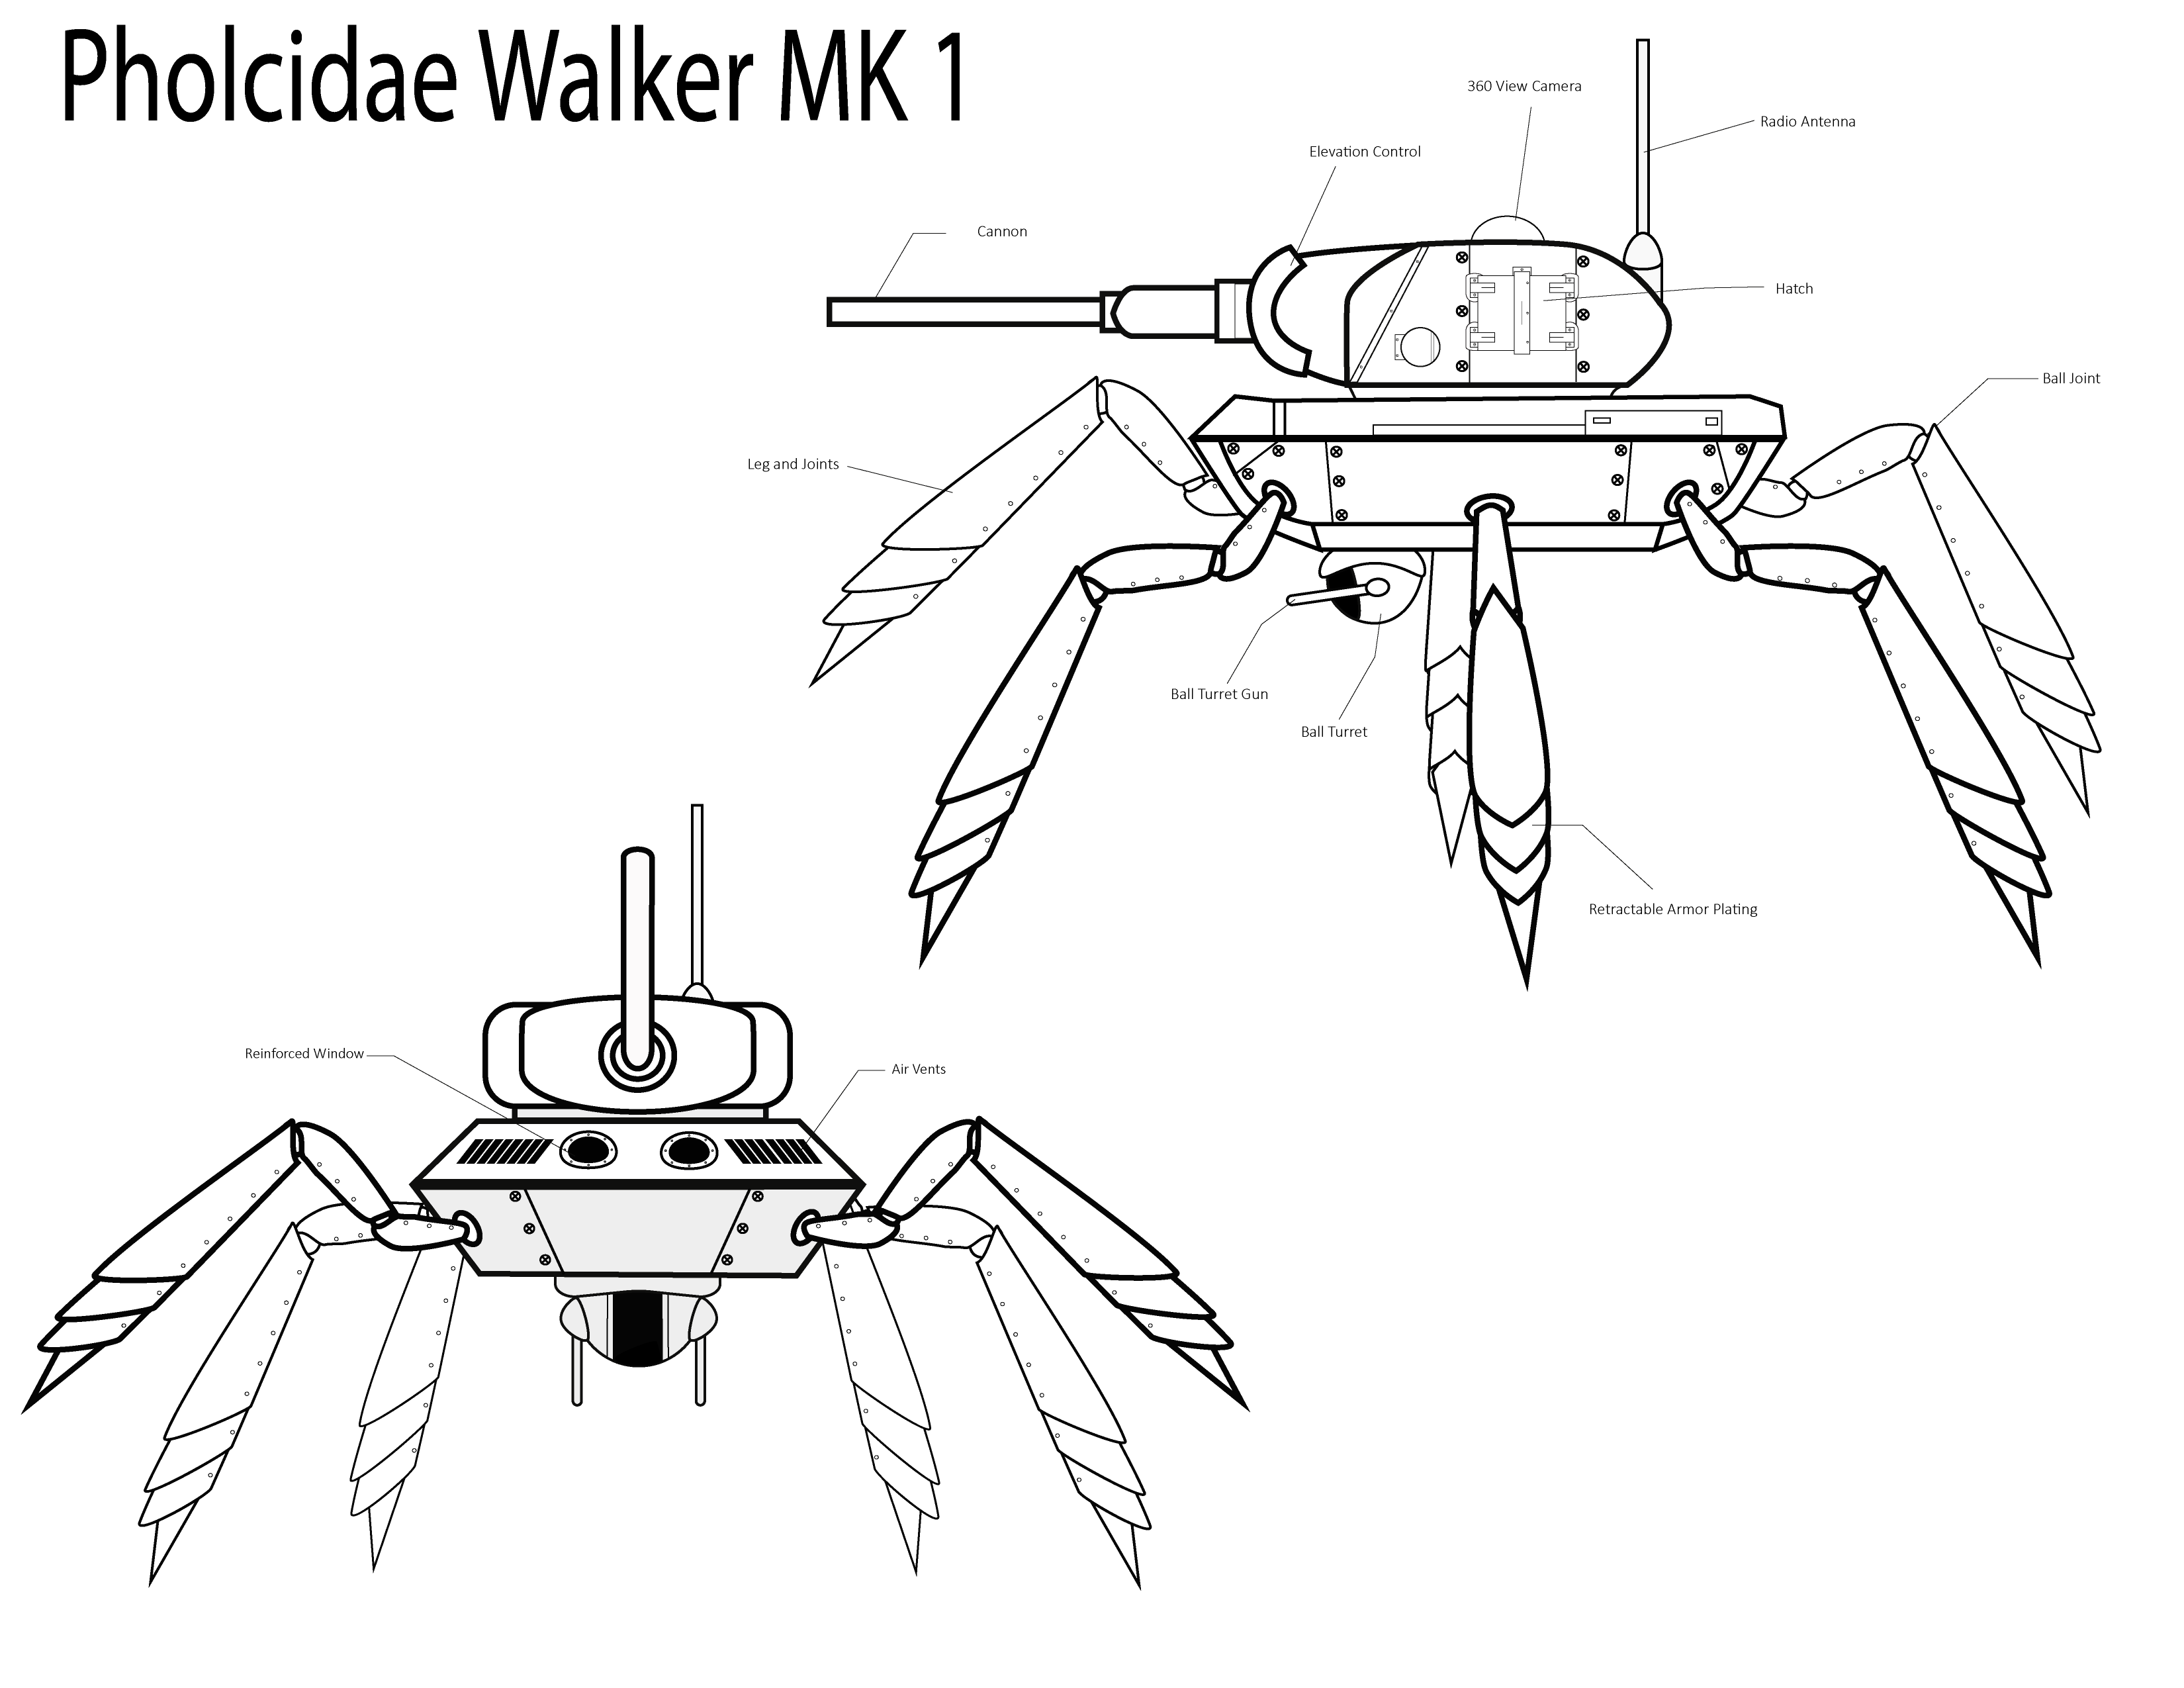 Pholcidae Walker MK 1
360 View Camera
Radio Antenna
Elevation Control
Cannon
Hatch
Ball Joint
Leg and Joints
Ball Turret Gun
Ball Turret
Retractable Armor Plating
Reinforced Window
Air Vents